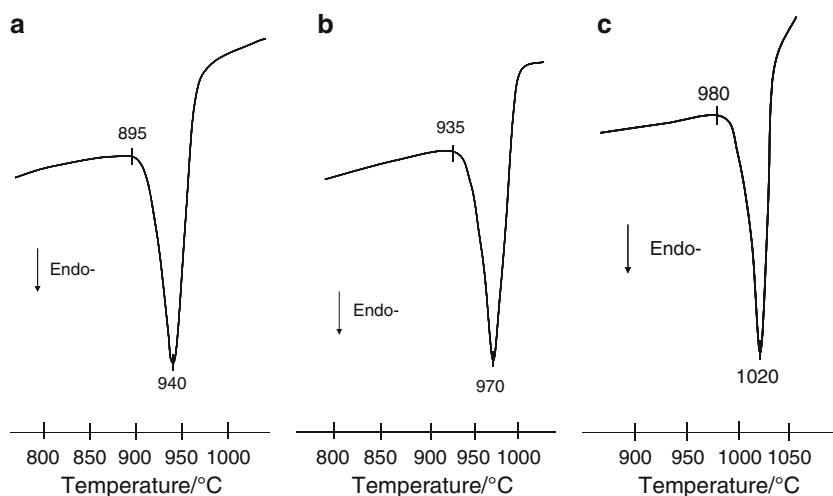 a
895
Endo-
940
800 850 900 950 1000
Temperature/°C
b
935
Endo-
970
800 850 900 950 1000
Temperature/°C
c
980
Endo-
1020
900 950 1000 1050
Temperature/°C